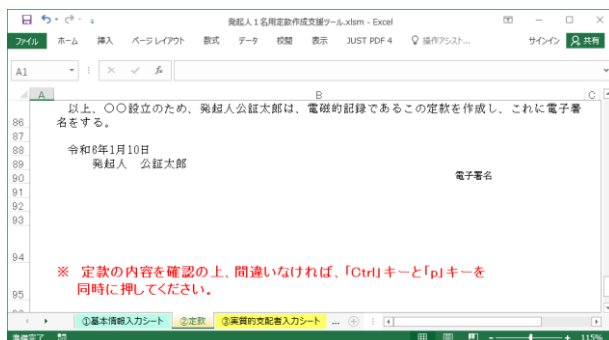 発起人１名用定款作成支援ツール.xlsm - Excel
ファイル ホーム 挿入 ページレイアウト 数式 データ 校閲 表示 JUST PDF 4 操作アシスト... サインイン 共有
A1 fx
A B C
以上、〇〇設立のため、発起人公証太郎は、電磁的記録であるこの定款を作成し、これに電子署
86 名をする。
87
88 令和6年1月10日
89 発起人 公証太郎
90 電子署名
91
92
93
94
※ 定款の内容を確認の上、間違いなければ、「Ctrl」キーと「p」キーを
95 同時に押してください。
①基本情報入力シート ②定款 ③実質的支配者入力シート ...
準備完了 115%